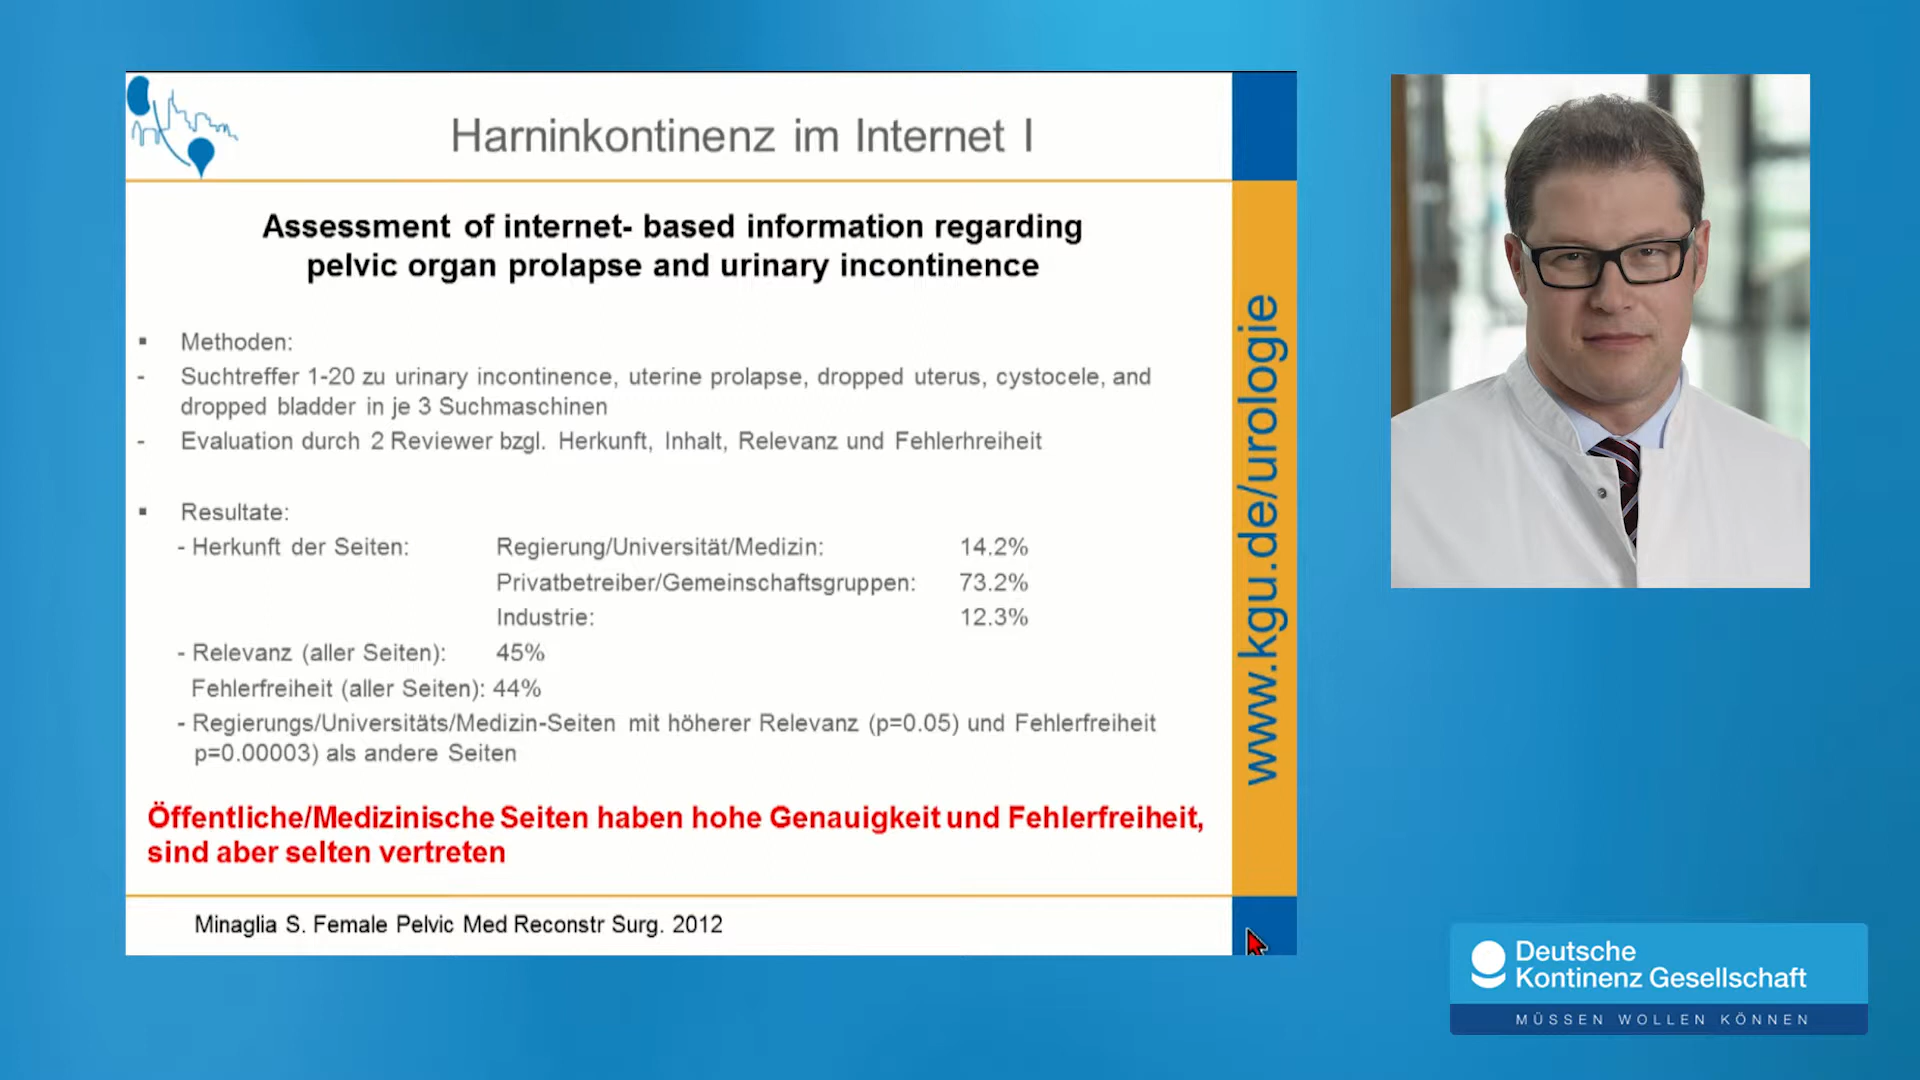 Harninkontinenz im Internet I
Assessment of internet- based information regarding
pelvic organ prolapse and urinary incontinence
▪ Methoden:
- Suchtreffer 1-20 zu urinary incontinence, uterine prolapse, dropped uterus, cystocele, and
dropped bladder in je 3 Suchmaschinen
- Evaluation durch 2 Reviewer bzgl. Herkunft, Inhalt, Relevanz und Fehlerhreiheit
▪ Resultate:
- Herkunft der Seiten: Regierung/Universität/Medizin: 14.2%
Privatbetreiber/Gemeinschaftsgruppen: 73.2%
Industrie: 12.3%
- Relevanz (aller Seiten): 45%
Fehlerfreiheit (aller Seiten): 44%
- Regierungs/Universitäts/Medizin-Seiten mit höherer Relevanz (p=0.05) und Fehlerfreiheit
p=0.00003) als andere Seiten
Öffentliche/Medizinische Seiten haben hohe Genauigkeit und Fehlerfreiheit,
sind aber selten vertreten
Minaglia S. Female Pelvic Med Reconstr Surg. 2012
www.kgu.de/urologie
Deutsche
Kontinenz Gesellschaft
MÜSSEN WOLLEN KÖNNEN